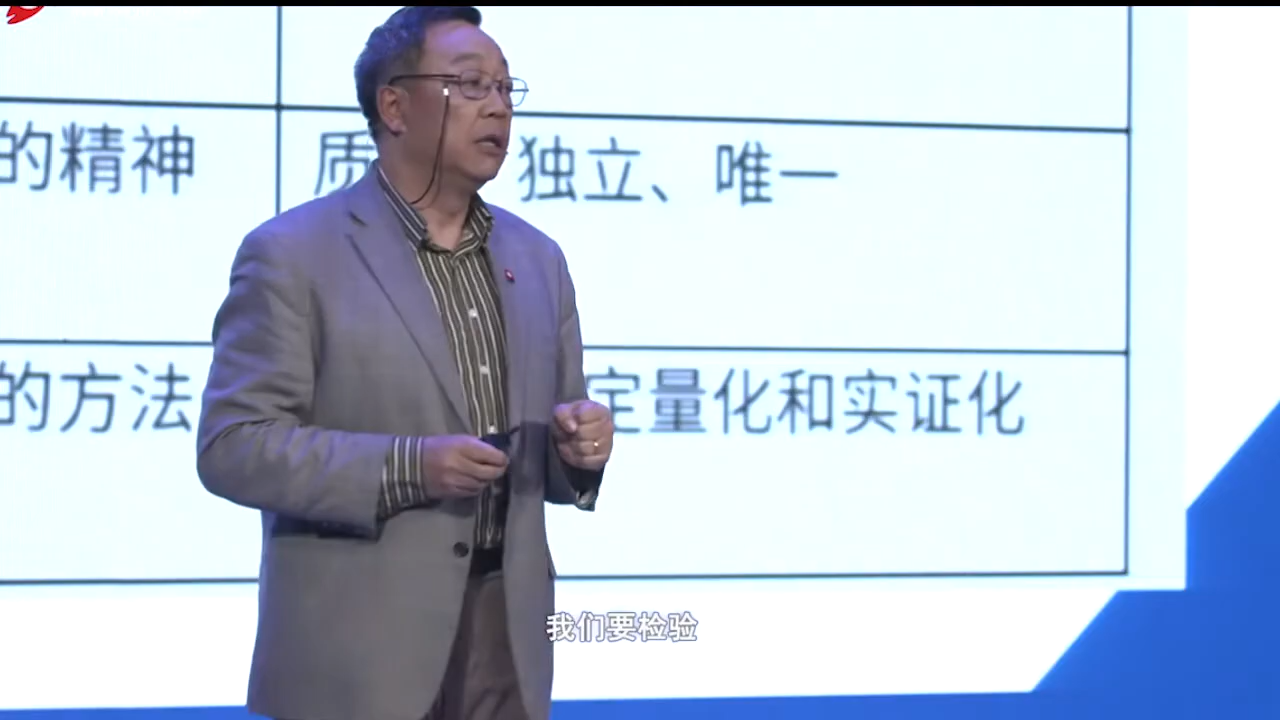 的精神
质 独立、唯一
的方法
定量化和实证化
我们要检验